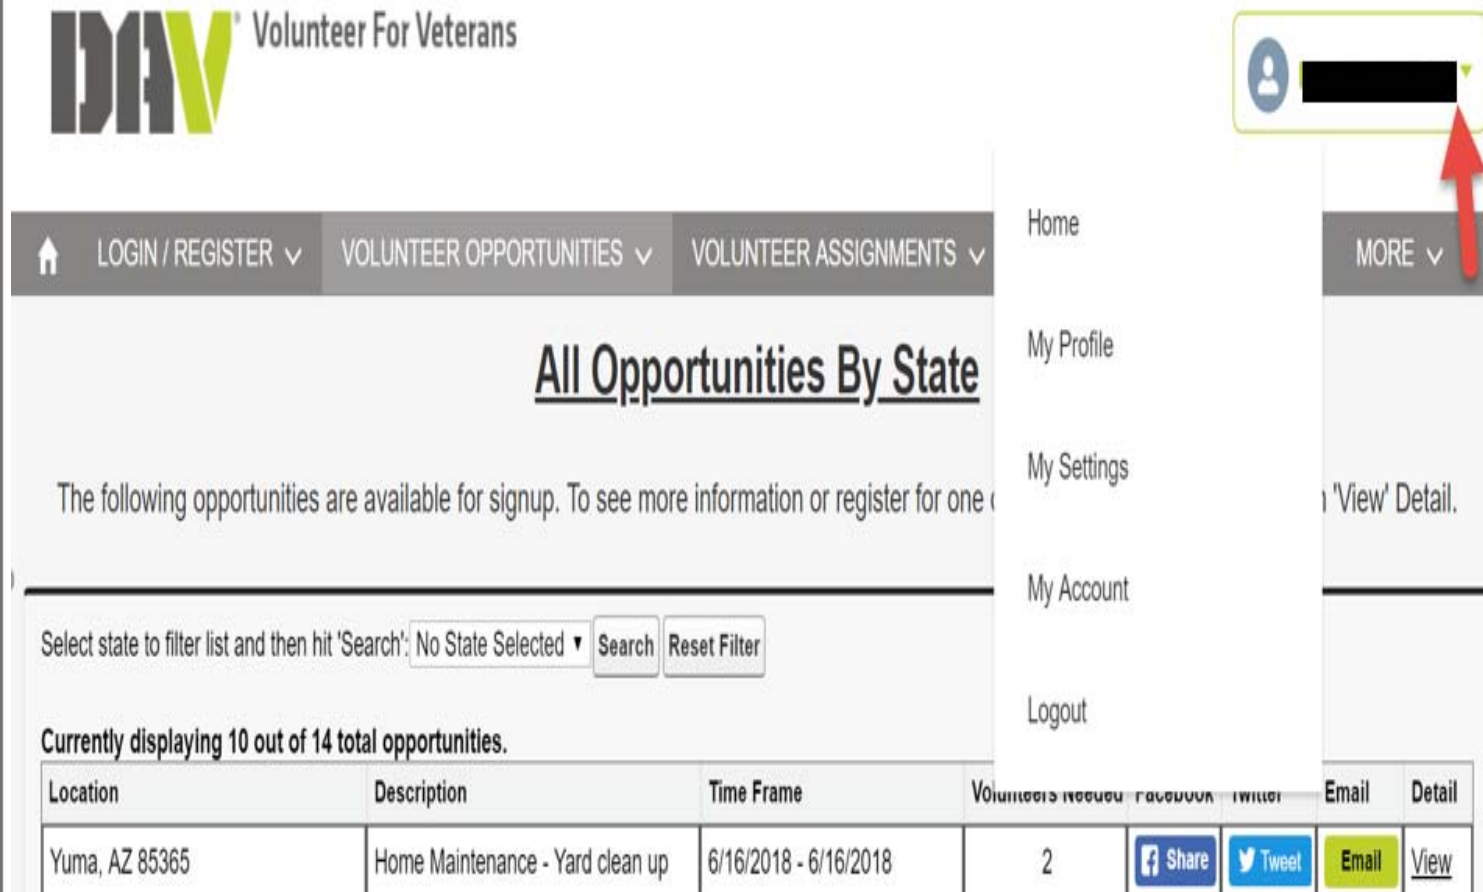 DAV® Volunteer For Veterans
LOGIN / REGISTER VOLUNTEER OPPORTUNITIES VOLUNTEER ASSIGNMENTS MORE
Home
My Profile
My Settings
My Account
Logout
All Opportunities By State
The following opportunities are available for signup. To see more information or register for one 'View' Detail.
Select state to filter list and then hit 'Search': No State Selected Search Reset Filter
Currently displaying 10 out of 14 total opportunities.
Location Description Time Frame Volunteers Needed Facebook Twitter Email Detail
Yuma, AZ 85365 Home Maintenance - Yard clean up 6/16/2018 - 6/16/2018 2 Share Tweet Email View